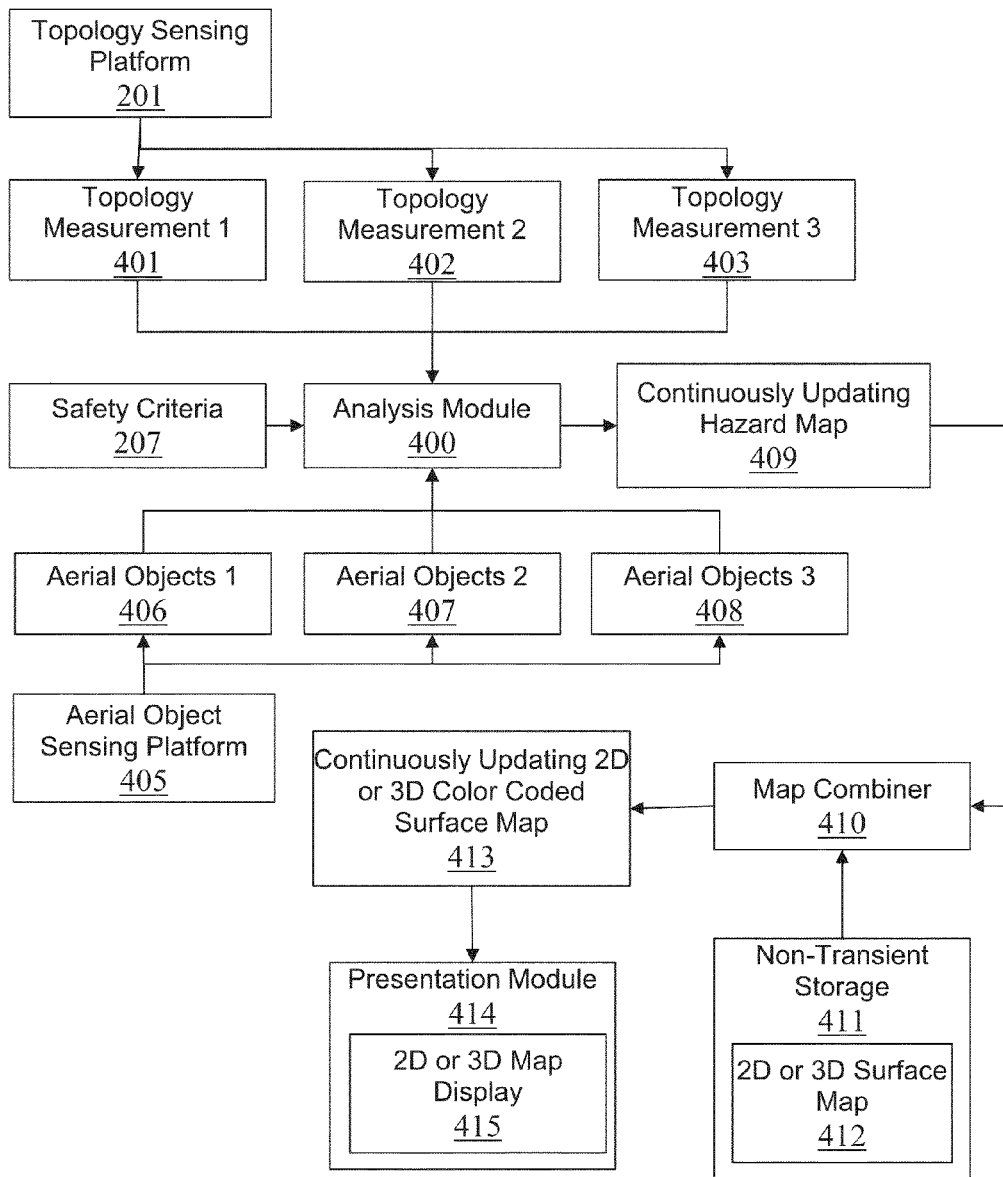 Topology Sensing
Platform
201
Topology
Measurement 1
401
Topology
Measurement 2
402
Topology
Measurement 3
403
Safety Criteria
207
Analysis Module
400
Continuously Updating
Hazard Map
409
Aerial Objects 1
406
Aerial Objects 2
407
Aerial Objects 3
408
Aerial Object
Sensing Platform
405
Continuously Updating 2D
or 3D Color Coded
Surface Map
413
Map Combiner
410
Presentation Module
414
2D or 3D Map
Display
415
Non-Transient
Storage
411
2D or 3D Surface
Map
412